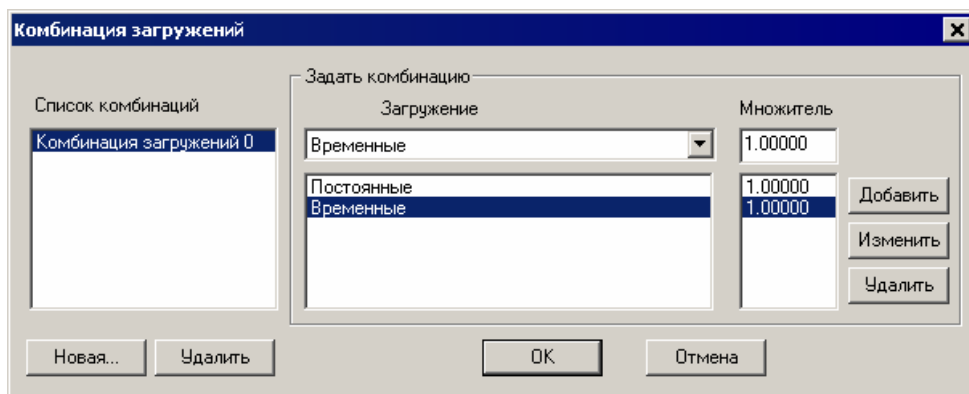 Комбинация загружений
Задать комбинацию
Список комбинаций
Загружение
Множитель
Комбинация загружений 0
Временные
1.00000
Постоянные
1.00000
Временные
1.00000
Добавить
Изменить
Удалить
Новая...
Удалить
OK
Отмена